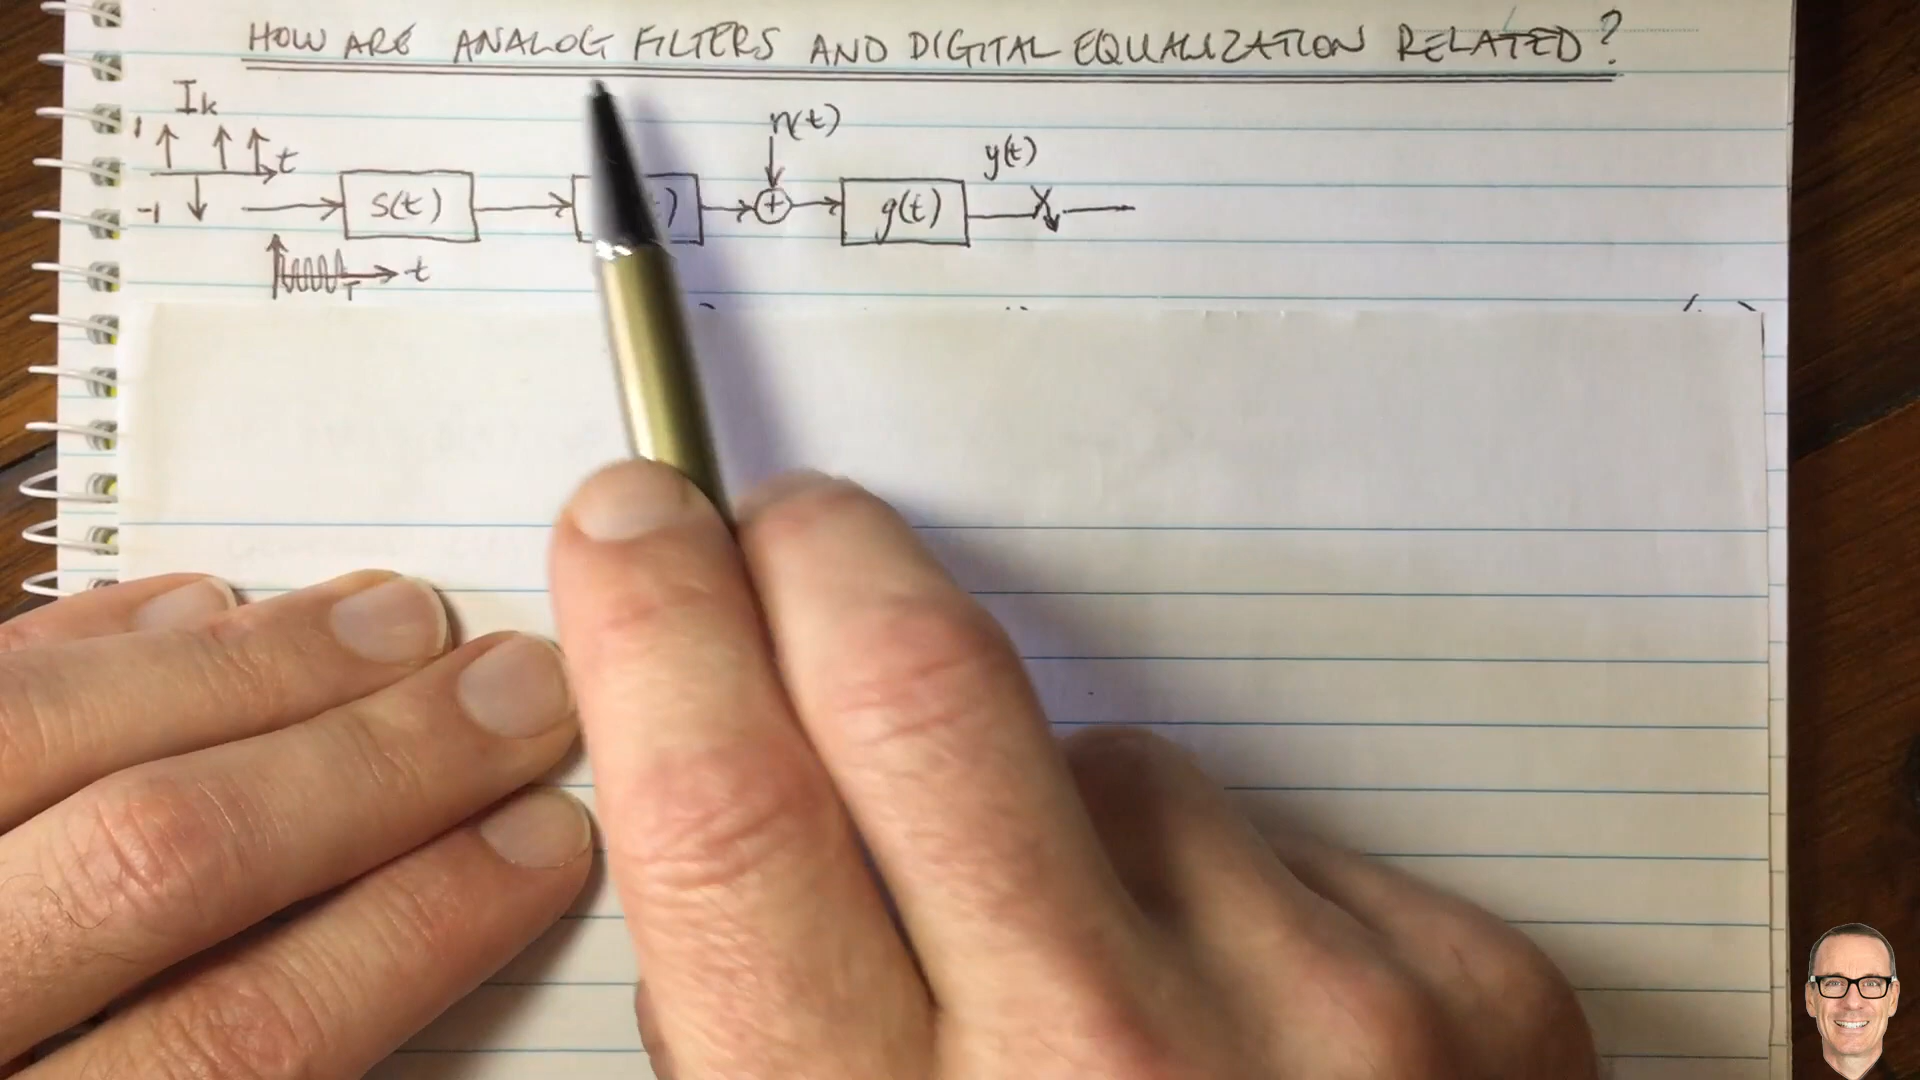 HOW ARE ANALOG FILTERS AND DIGITAL EQUALIZATION RELATED?
Iₖ
1
t
-1
s(t)
t)
n(t)
+
g(t)
y(t)
T
t